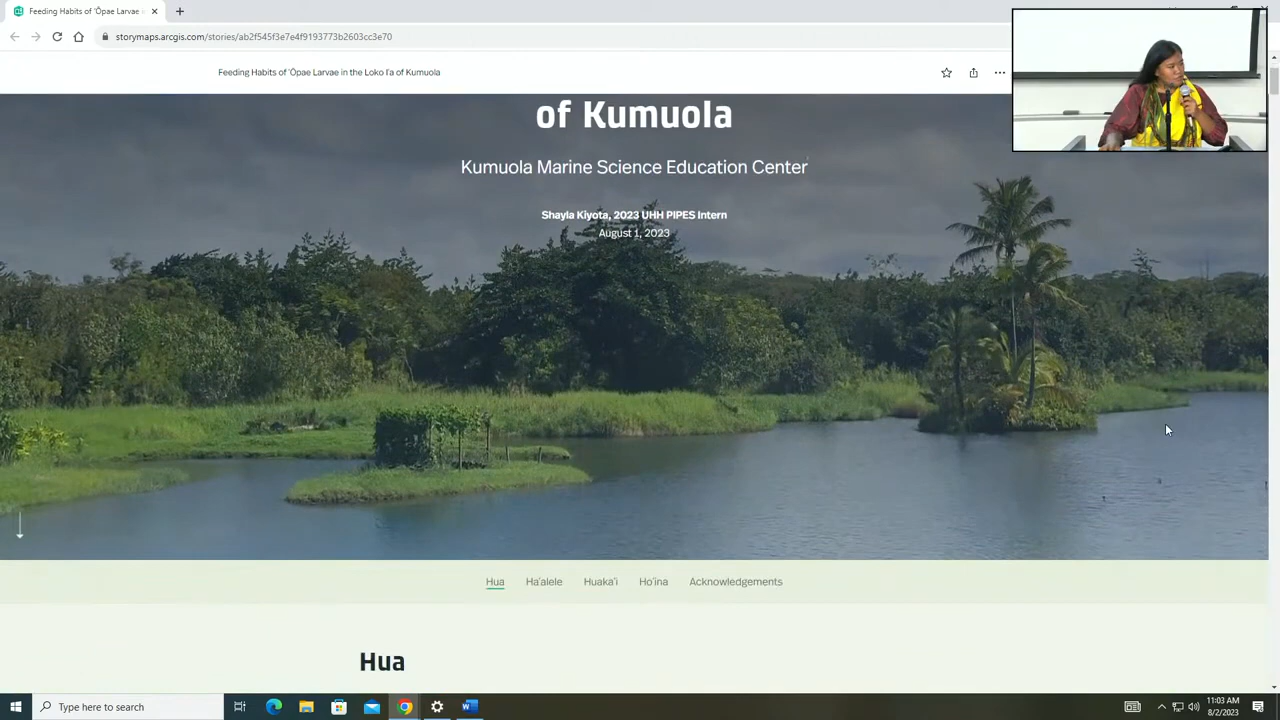 Feeding Habits of 'Ōpae Larvae i
storymaps.arcgis.com/stories/ab2f545f3e7e4f9193773b2603cc3e70
Feeding Habits of ʻŌpae Larvae in the Loko Iʻa of Kumuola
of Kumuola
Kumuola Marine Science Education Center
Shayla Kiyota, 2023 UHH PIPES Intern
August 1, 2023
Hua
Haʻalele
Huakaʻi
Hoʻina
Acknowledgements
Hua
Type here to search
11:03 AM
8/2/2023